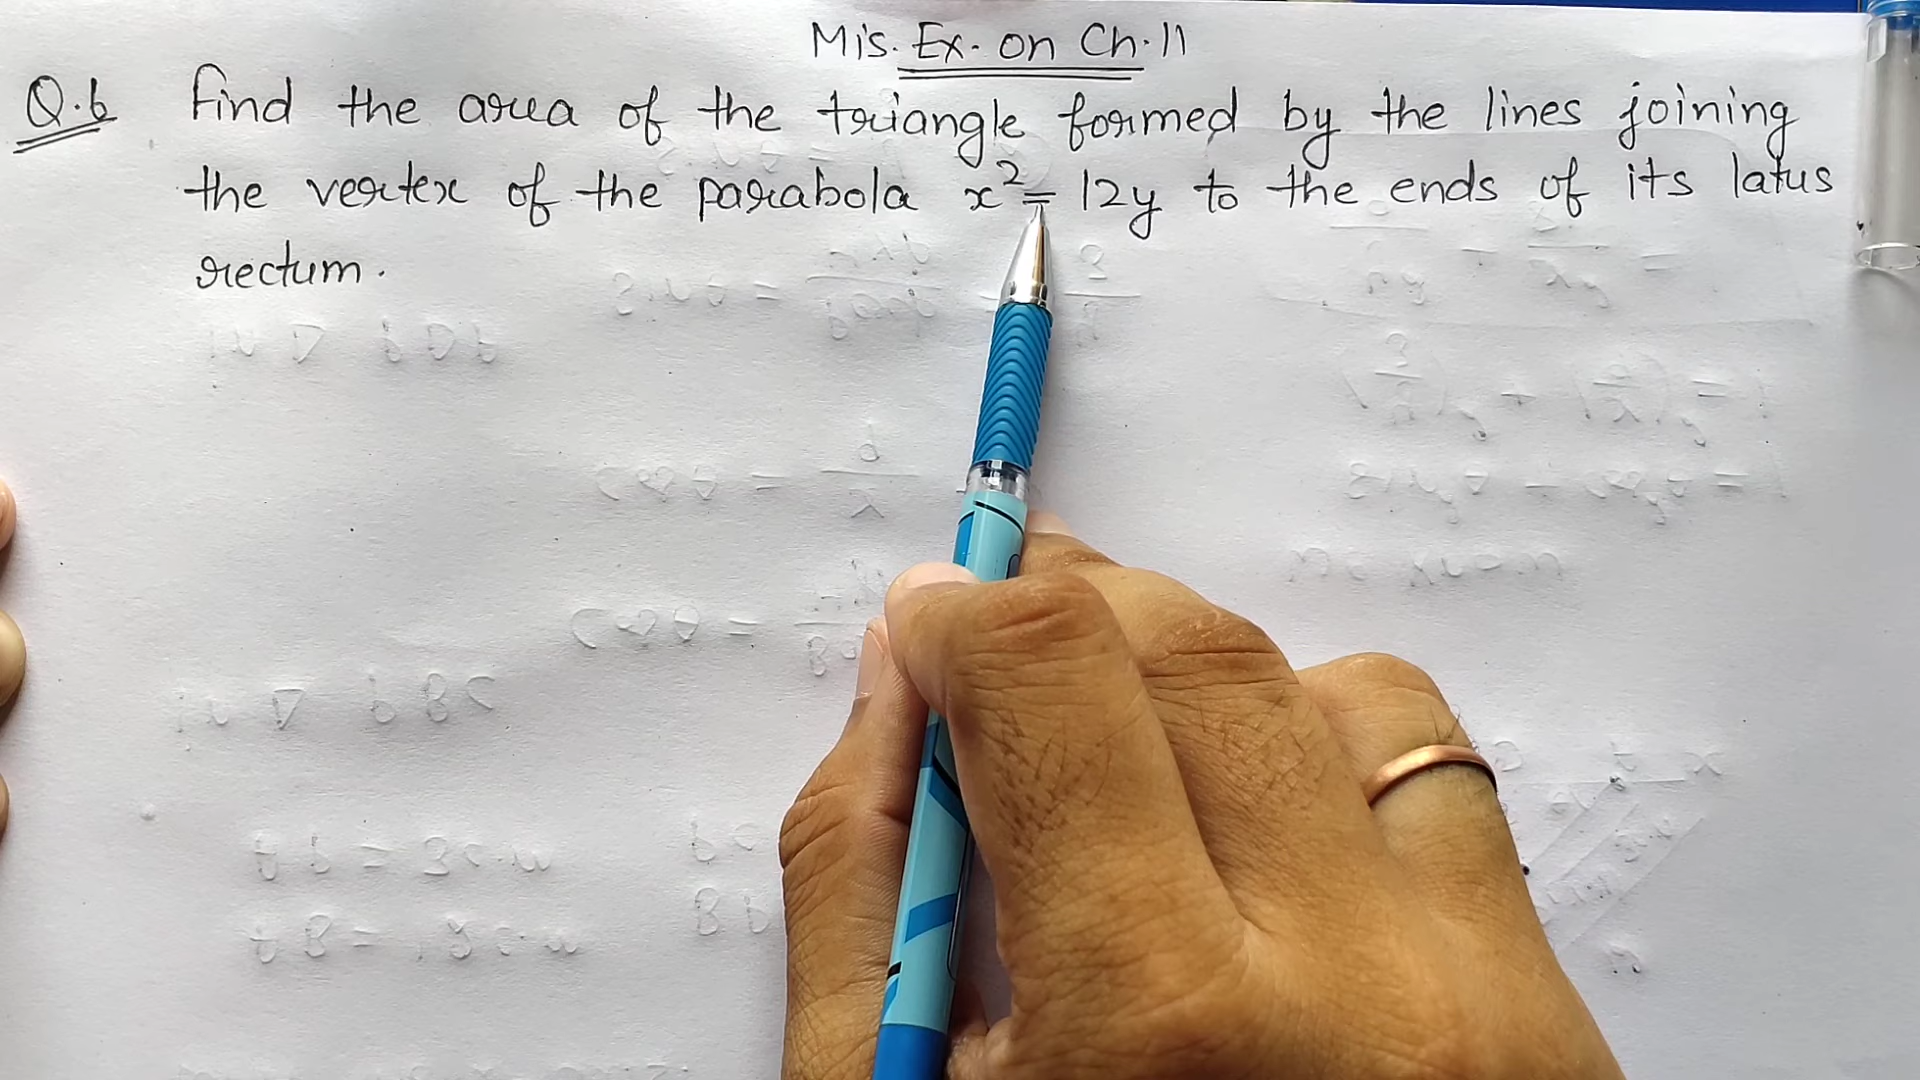 Mis. Ex. on Ch. 11
Q.6 Find the area of the triangle formed by the lines joining
the vertex of the parabola x² = 12y to the ends of its latus
rectum.